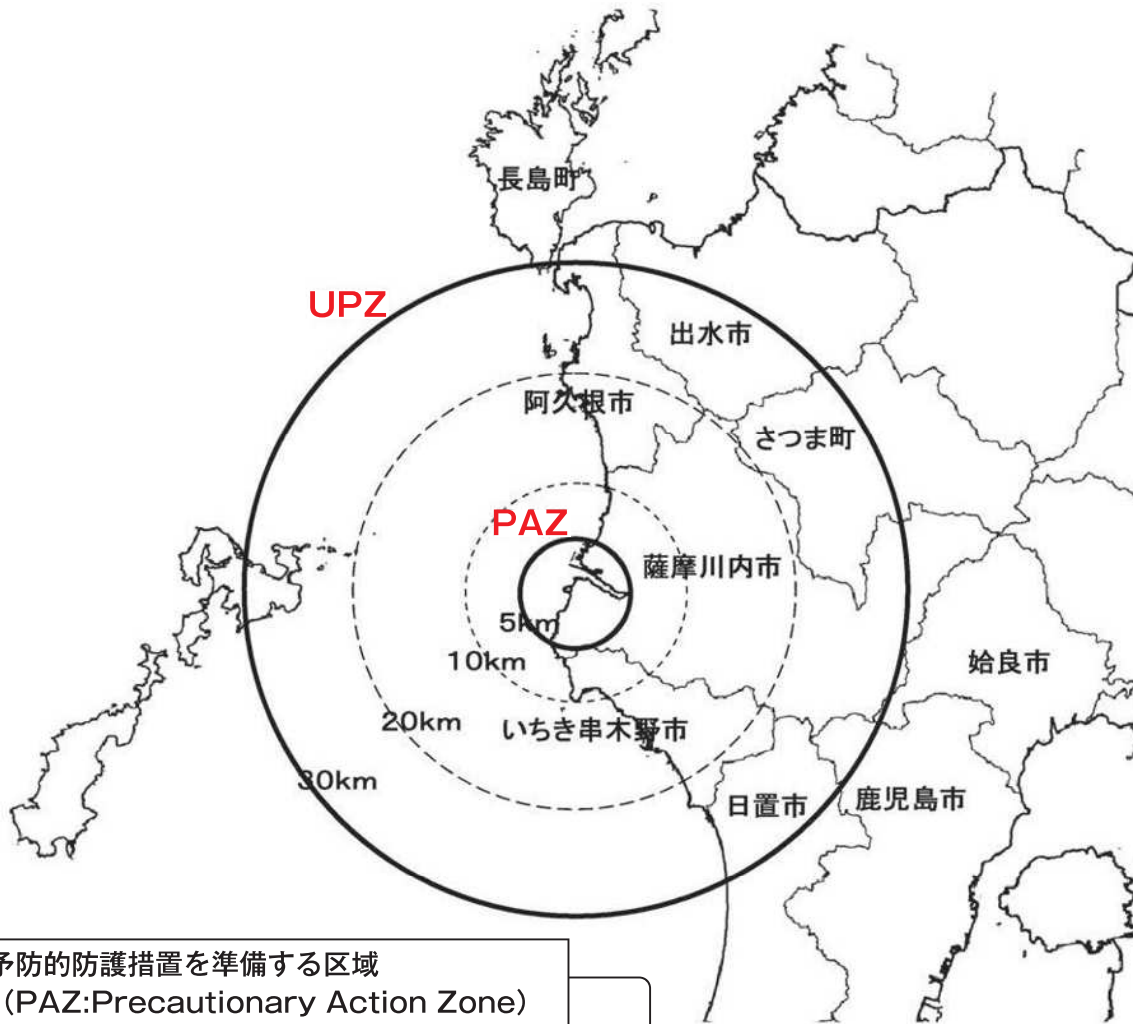 長島町
UPZ
出水市
阿久根市
さつま町
PAZ
薩摩川内市
5km
10km
姶良市
20km
いちき串木野市
30km
日置市
鹿児島市
予防的防護措置を準備する区域
(PAZ:Precautionary Action Zone)